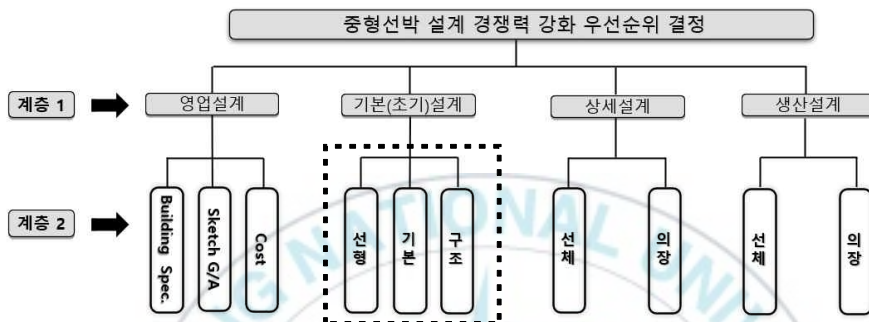 중형선박 설계 경쟁력 강화 우선순위 결정
계층 1
영업설계
기본(초기)설계
상세설계
생산설계
계층 2
Building Spec.
Sketch G/A
Cost
선형
기본
구조
선체
의장
선체
의장
NG NATIONAL UNI